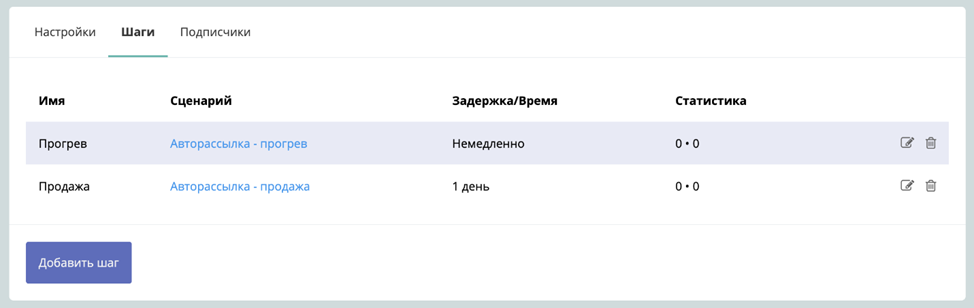 Настройки Шаги Подписчики
Имя Сценарий Задержка/Время Статистика
Прогрев Авторассылка - прогрев Немедленно 0 • 0
Продажа Авторассылка - продажа 1 день 0 • 0
Добавить шаг